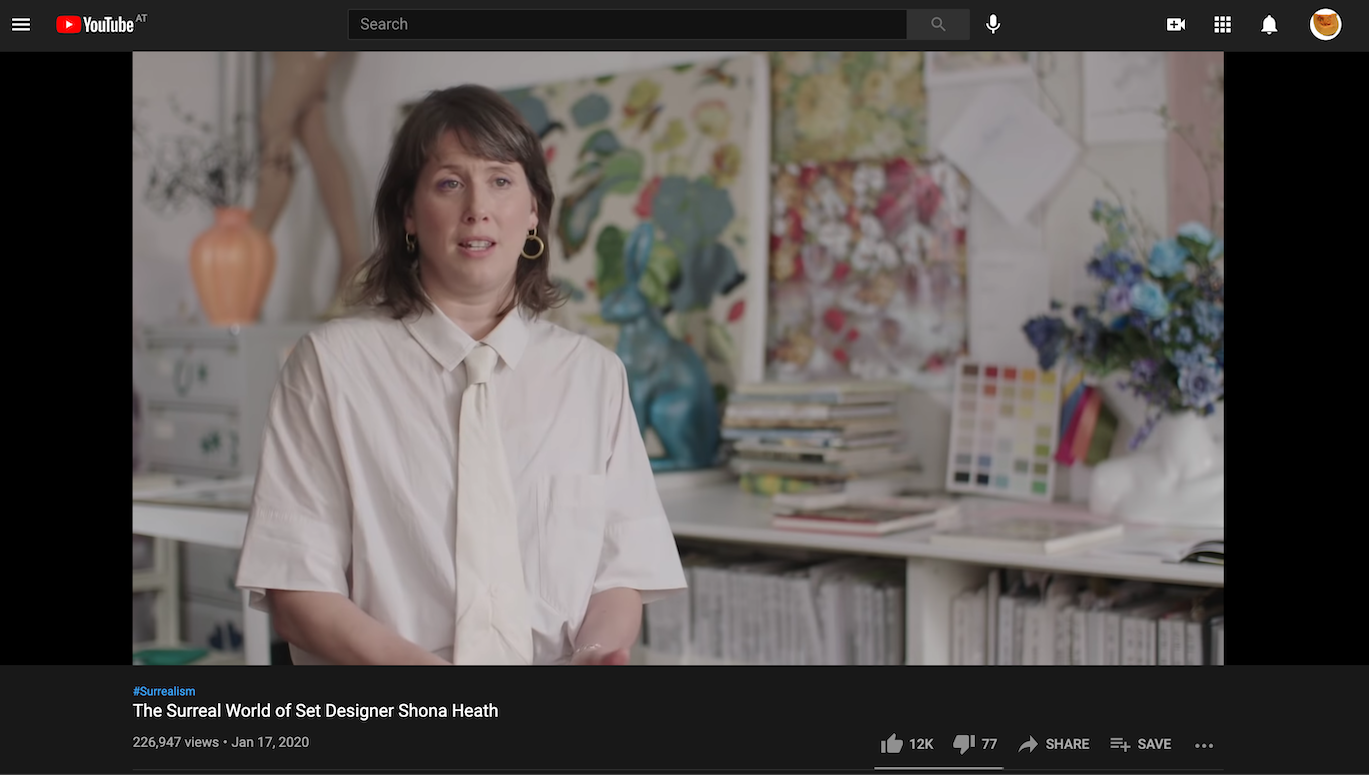 YouTube AT
Search
#Surrealism
The Surreal World of Set Designer Shona Heath
226,947 views • Jan 17, 2020
12K 77 SHARE SAVE